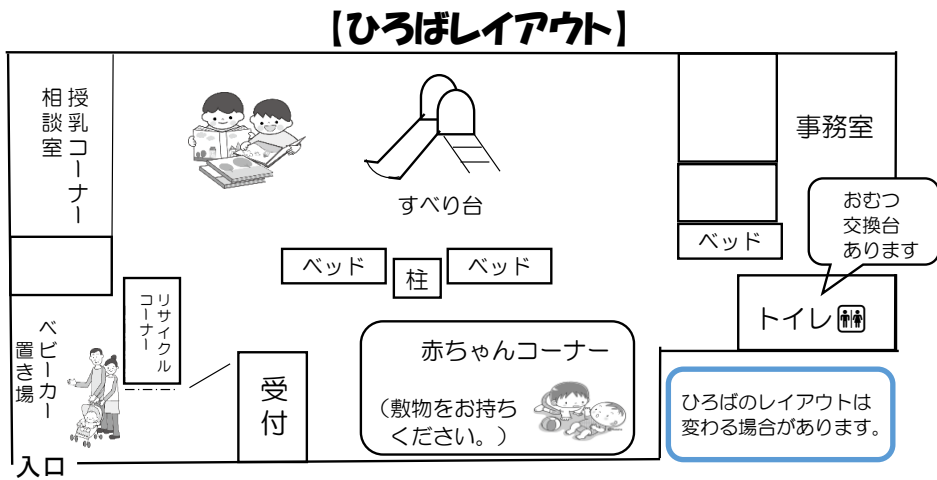 【ひろばレイアウト】
授乳コーナー
相談室
すべり台
事務室
おむつ
交換台
あります
ベッド
ベッド
柱
ベッド
トイレ
リサイクル
コーナー
ベビーカー
置き場
受付
赤ちゃんコーナー
（敷物をお持ち
ください。）
ひろばのレイアウトは
変わる場合があります。
入口